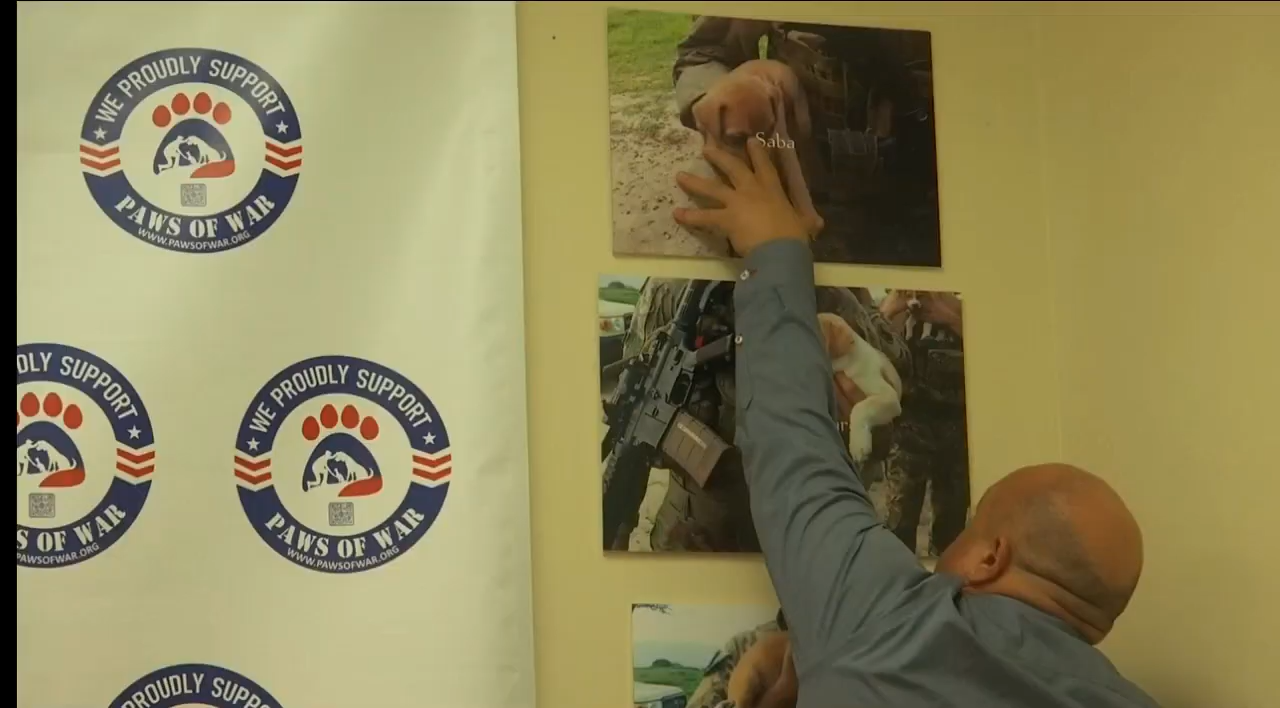 WE PROUDLY SUPPORT
PAWS OF WAR
WWW.PAWSOFWAR.ORG
DLY SUPPORT
S OF WAR
PAWSOFWAR.ORG
WE PROUDLY SUPPORT
PAWS OF WAR
WWW.PAWSOFWAR.ORG
PROUDLY SUPPO
Saba